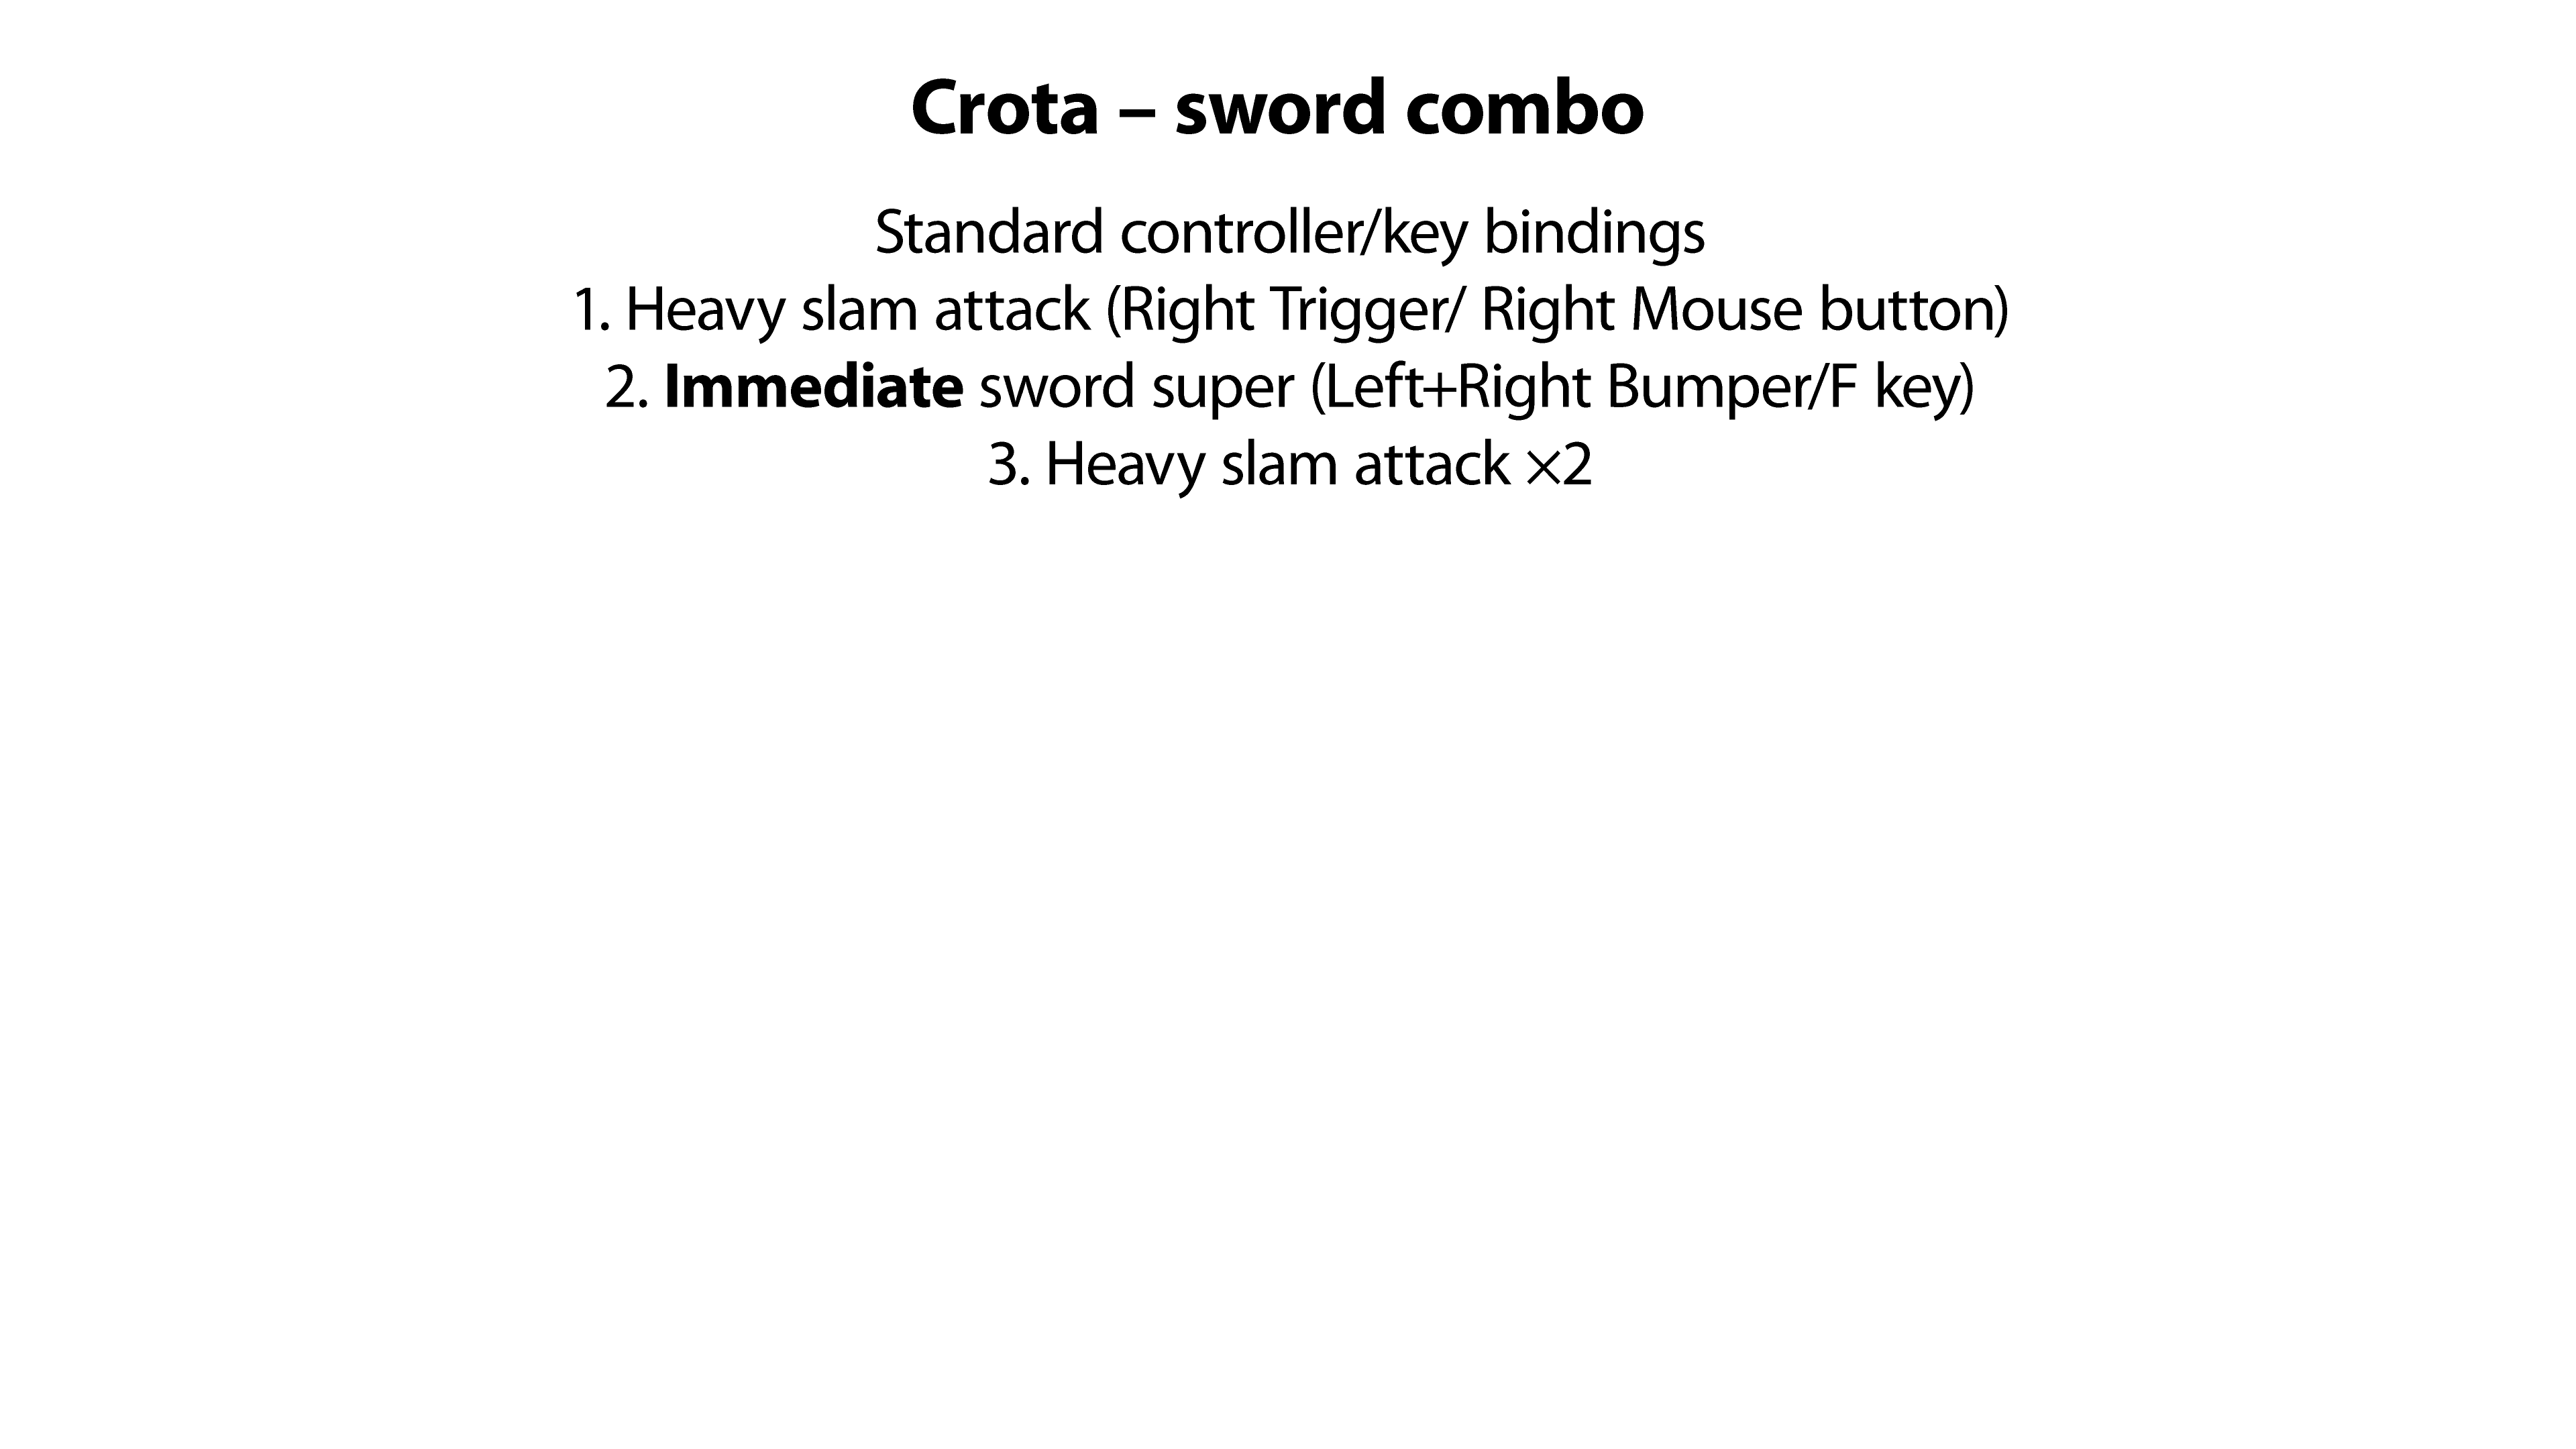 Crota – sword combo
Standard controller/key bindings
1. Heavy slam attack (Right Trigger/ Right Mouse button)
2. Immediate sword super (Left+Right Bumper/F key)
3. Heavy slam attack ×2